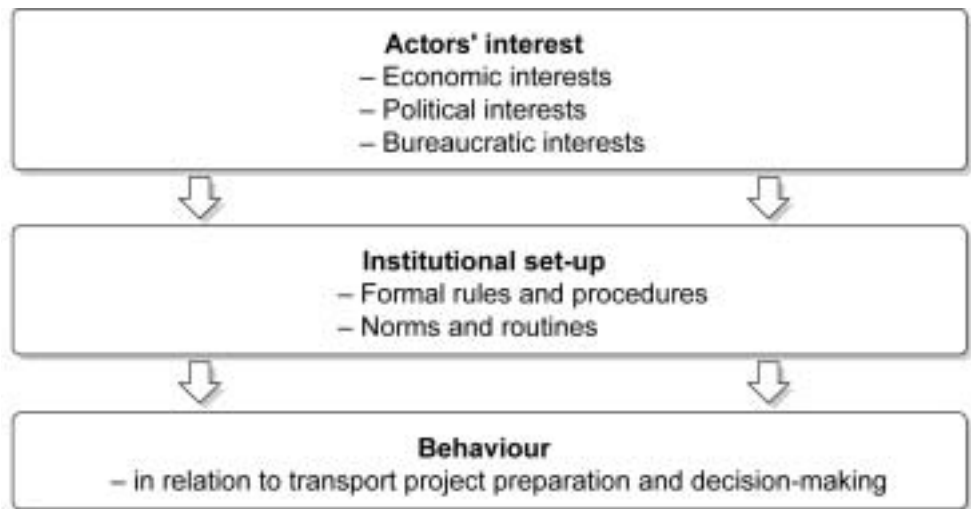 Actors' interest
– Economic interests
– Political interests
– Bureaucratic interests
Institutional set-up
– Formal rules and procedures
– Norms and routines
Behaviour
– in relation to transport project preparation and decision-making